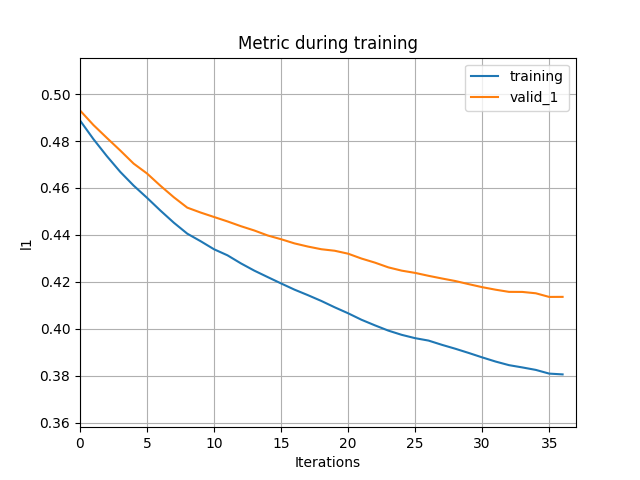 Metric during training
training
valid_1
0.50
0.48
0.46
0.44
0.42
0.40
0.38
0.36
l1
0 5 10 15 20 25 30 35
Iterations